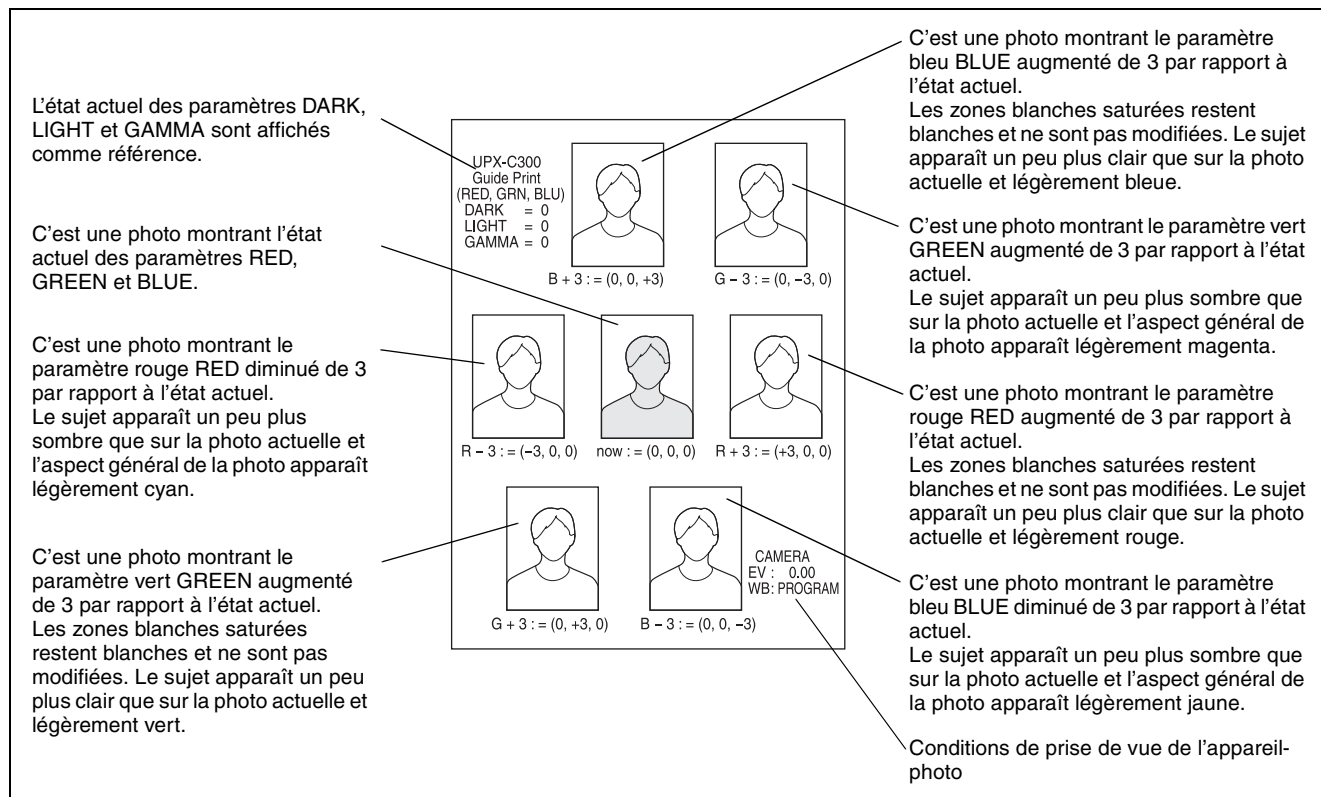 L'état actuel des paramètres DARK,
LIGHT et GAMMA sont affichés
comme référence.
C'est une photo montrant l'état
actuel des paramètres RED,
GREEN et BLUE.
C'est une photo montrant le
paramètre rouge RED diminué de 3
par rapport à l'état actuel.
Le sujet apparaît un peu plus
sombre que sur la photo actuelle et
l'aspect général de la photo apparaît
légèrement cyan.
C'est une photo montrant le
paramètre vert GREEN augmenté
de 3 par rapport à l'état actuel.
Les zones blanches saturées
restent blanches et ne sont pas
modifiées. Le sujet apparaît un peu
plus clair que sur la photo actuelle et
légèrement vert.
UPX-C300
Guide Print
(RED, GRN, BLU)
DARK = 0
LIGHT = 0
GAMMA = 0
B + 3 : = (0, 0, +3)
G − 3 : = (0, −3, 0)
R − 3 : = (−3, 0, 0)
now : = (0, 0, 0)
R + 3 : = (+3, 0, 0)
G + 3 : = (0, +3, 0)
B − 3 : = (0, 0, −3)
CAMERA
EV : 0.00
WB : PROGRAM
C'est une photo montrant le paramètre
bleu BLUE augmenté de 3 par rapport à
l'état actuel.
Les zones blanches saturées restent
blanches et ne sont pas modifiées. Le sujet
apparaît un peu plus clair que sur la photo
actuelle et légèrement bleue.
C'est une photo montrant le paramètre vert
GREEN augmenté de 3 par rapport à l'état
actuel.
Le sujet apparaît un peu plus sombre que
sur la photo actuelle et l'aspect général de
la photo apparaît légèrement magenta.
C'est une photo montrant le paramètre
rouge RED augmenté de 3 par rapport à
l'état actuel.
Les zones blanches saturées restent
blanches et ne sont pas modifiées. Le sujet
apparaît un peu plus clair que sur la photo
actuelle et légèrement rouge.
C'est une photo montrant le paramètre
bleu BLUE diminué de 3 par rapport à l'état
actuel.
Le sujet apparaît un peu plus sombre que
sur la photo actuelle et l'aspect général de
la photo apparaît légèrement jaune.
Conditions de prise de vue de l'appareil-
photo